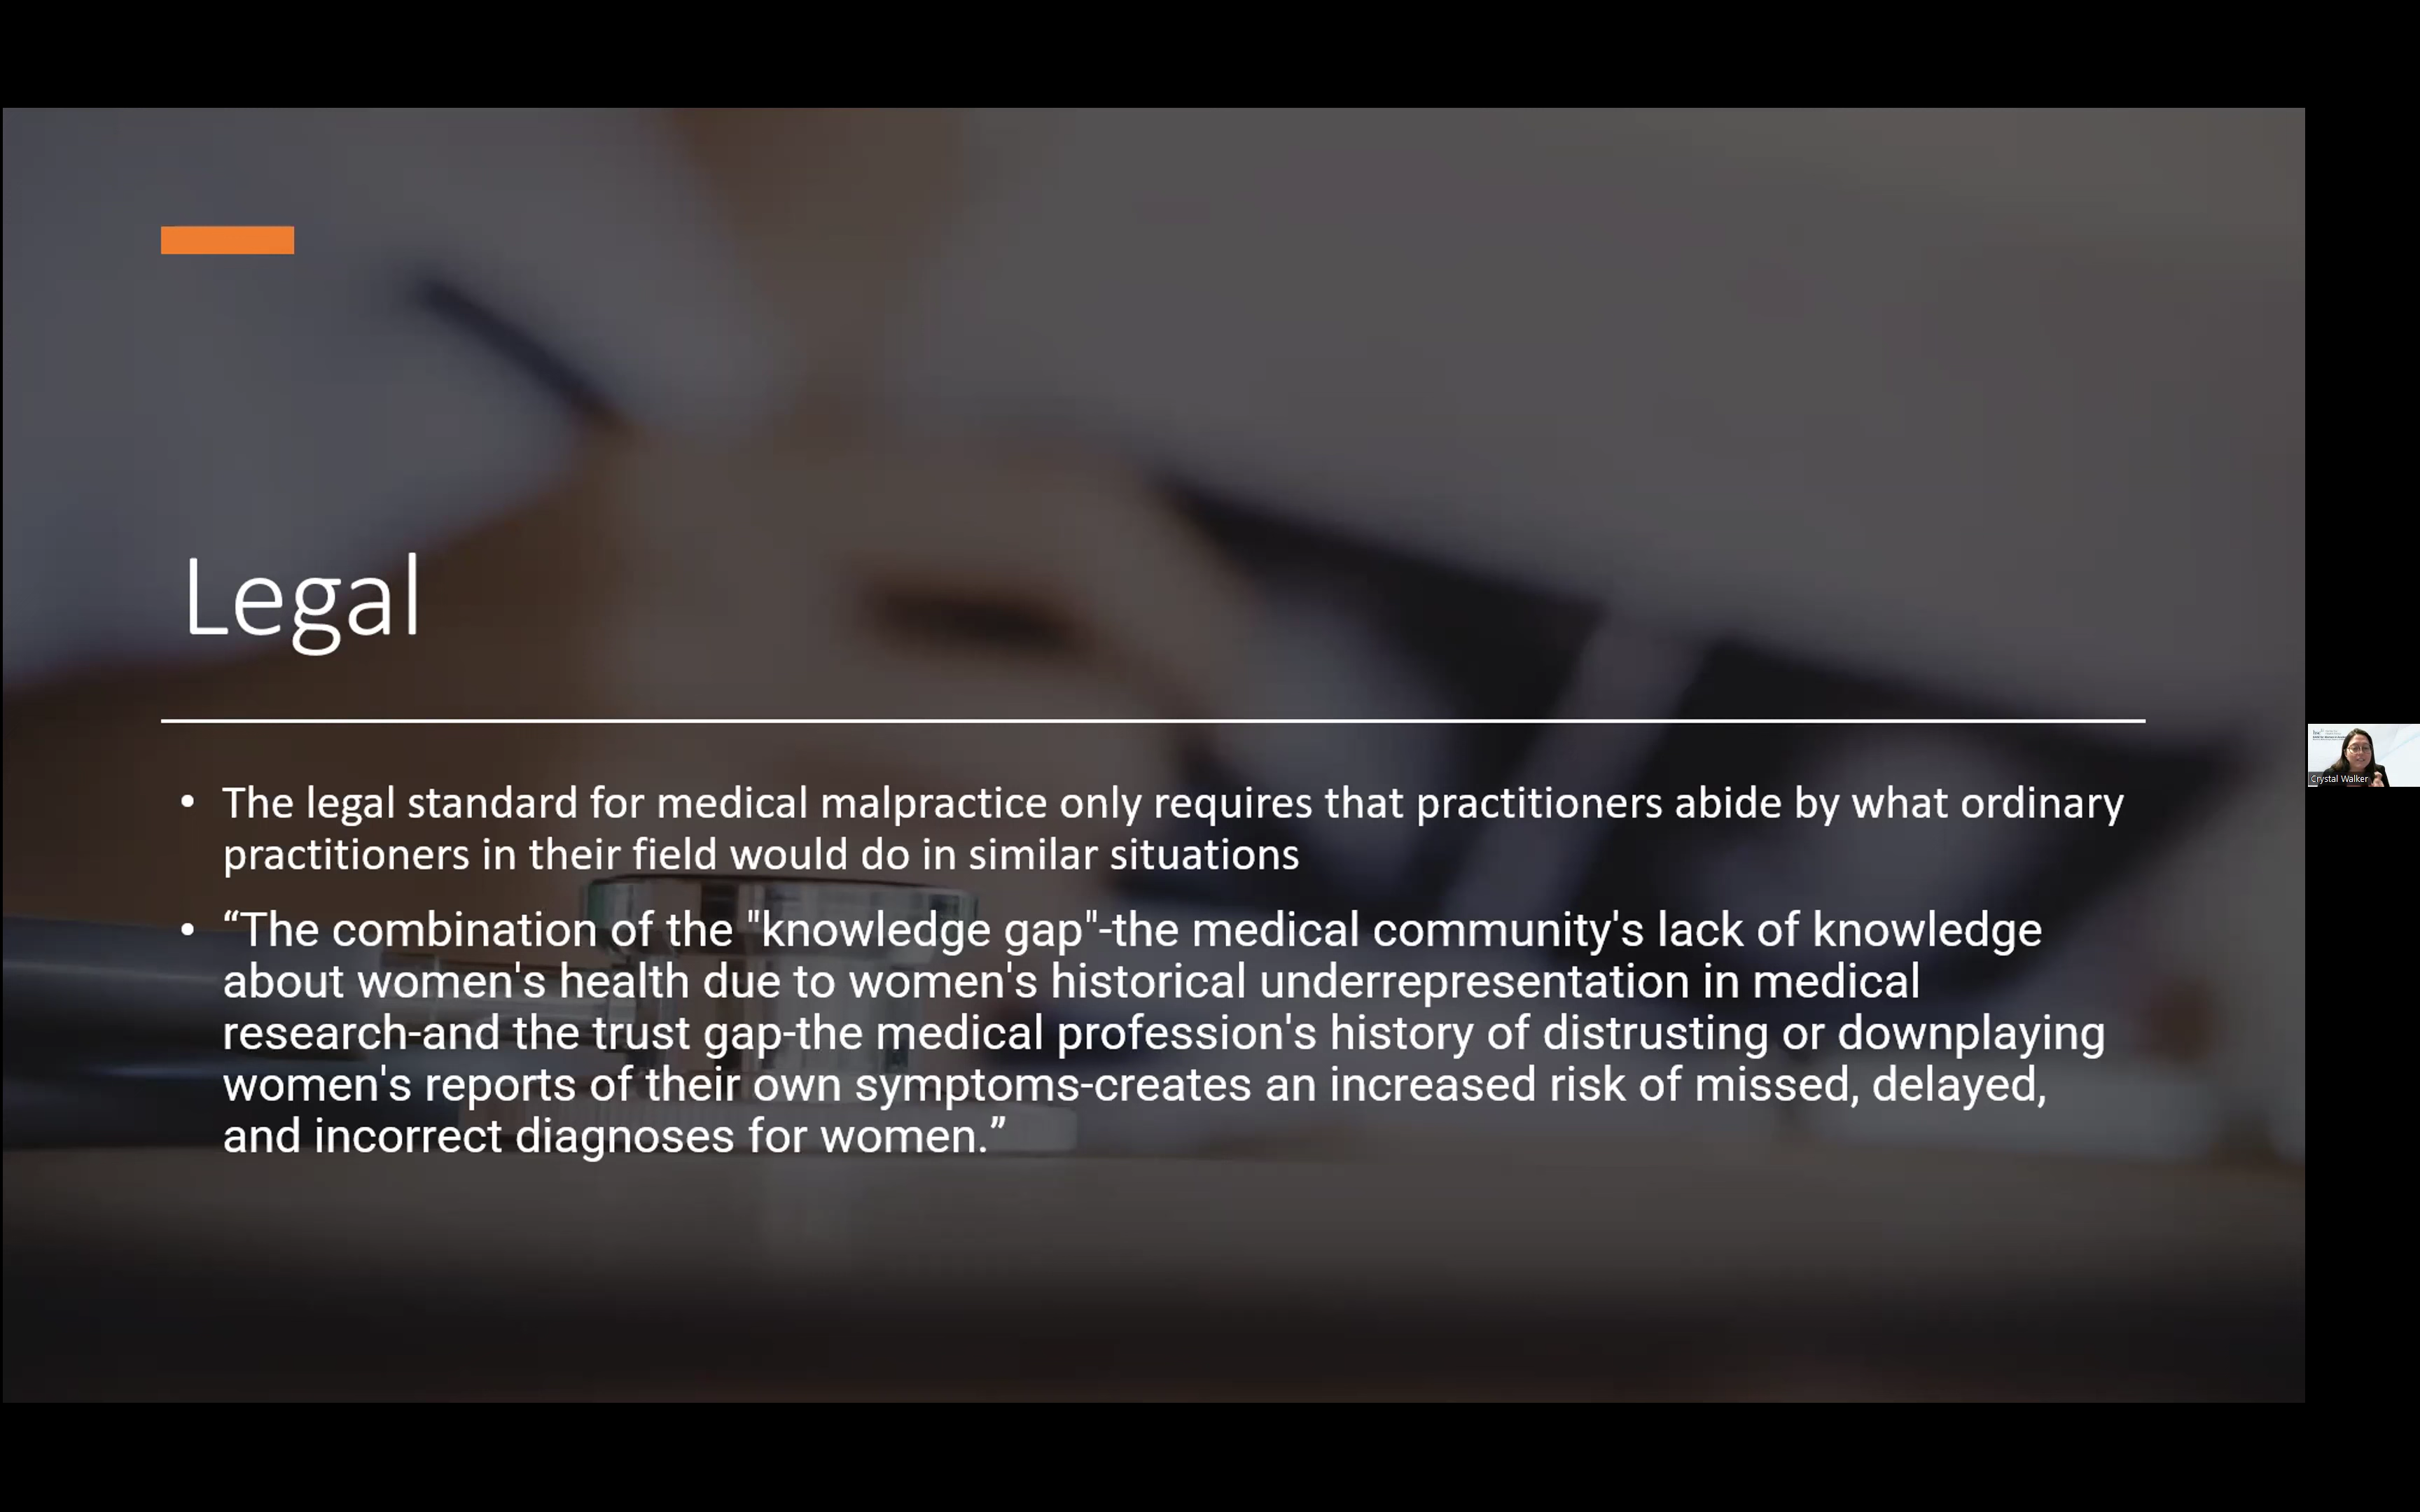 Legal
• The legal standard for medical malpractice only requires that practitioners abide by what ordinary
practitioners in their field would do in similar situations
• “The combination of the "knowledge gap"-the medical community's lack of knowledge
about women's health due to women's historical underrepresentation in medical
research-and the trust gap-the medical profession's history of distrusting or downplaying
women's reports of their own symptoms-creates an increased risk of missed, delayed,
and incorrect diagnoses for women.”
Crystal Walker